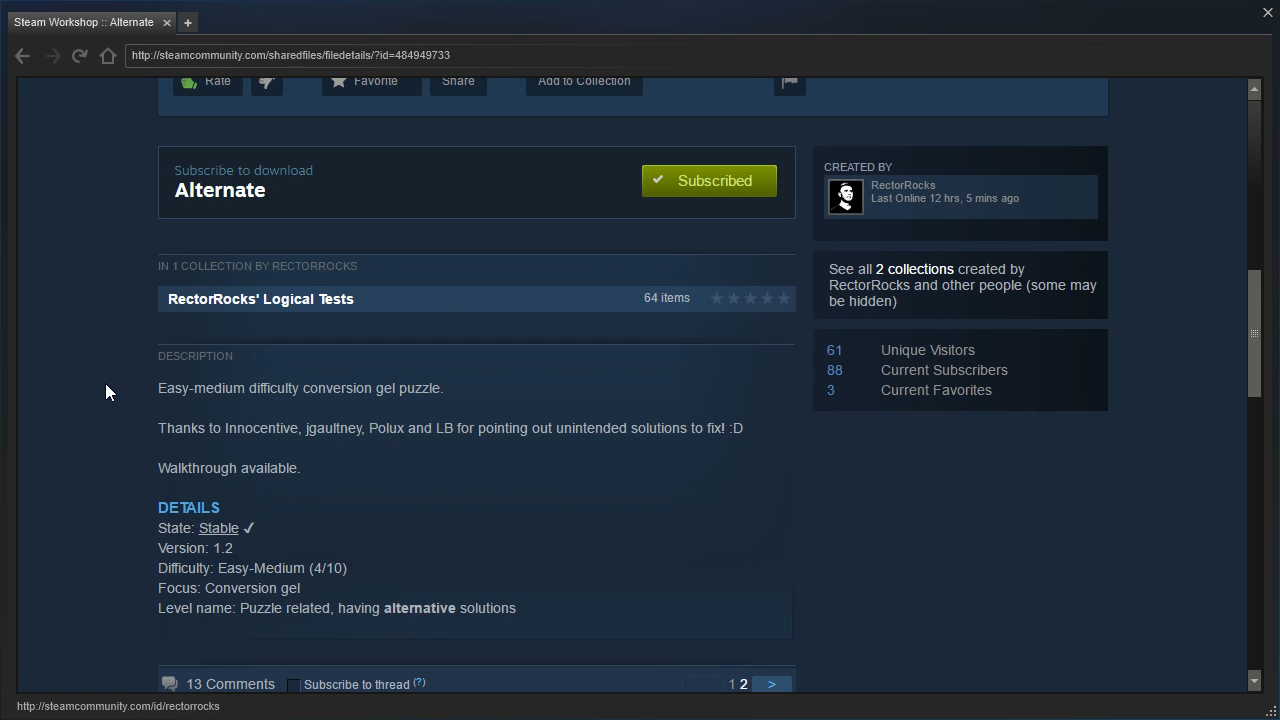 Steam Workshop :: Alternate
http://steamcommunity.com/sharedfiles/filedetails/?id=484949733
Rate
Favorite
Share
Add to Collection
Subscribe to download
Alternate
Subscribed
IN 1 COLLECTION BY RECTORROCKS
RectorRocks' Logical Tests
64 items
DESCRIPTION
Easy-medium difficulty conversion gel puzzle.
Thanks to Innocentive, jgaultney, Polux and LB for pointing out unintended solutions to fix! :D
Walkthrough available.
DETAILS
State: Stable ✓
Version: 1.2
Difficulty: Easy-Medium (4/10)
Focus: Conversion gel
Level name: Puzzle related, having alternative solutions
13 Comments
Subscribe to thread (?)
1 2 >
CREATED BY
RectorRocks
Last Online 12 hrs, 5 mins ago
See all 2 collections created by
RectorRocks and other people (some may
be hidden)
61 Unique Visitors
88 Current Subscribers
3 Current Favorites
http://steamcommunity.com/id/rectorrocks